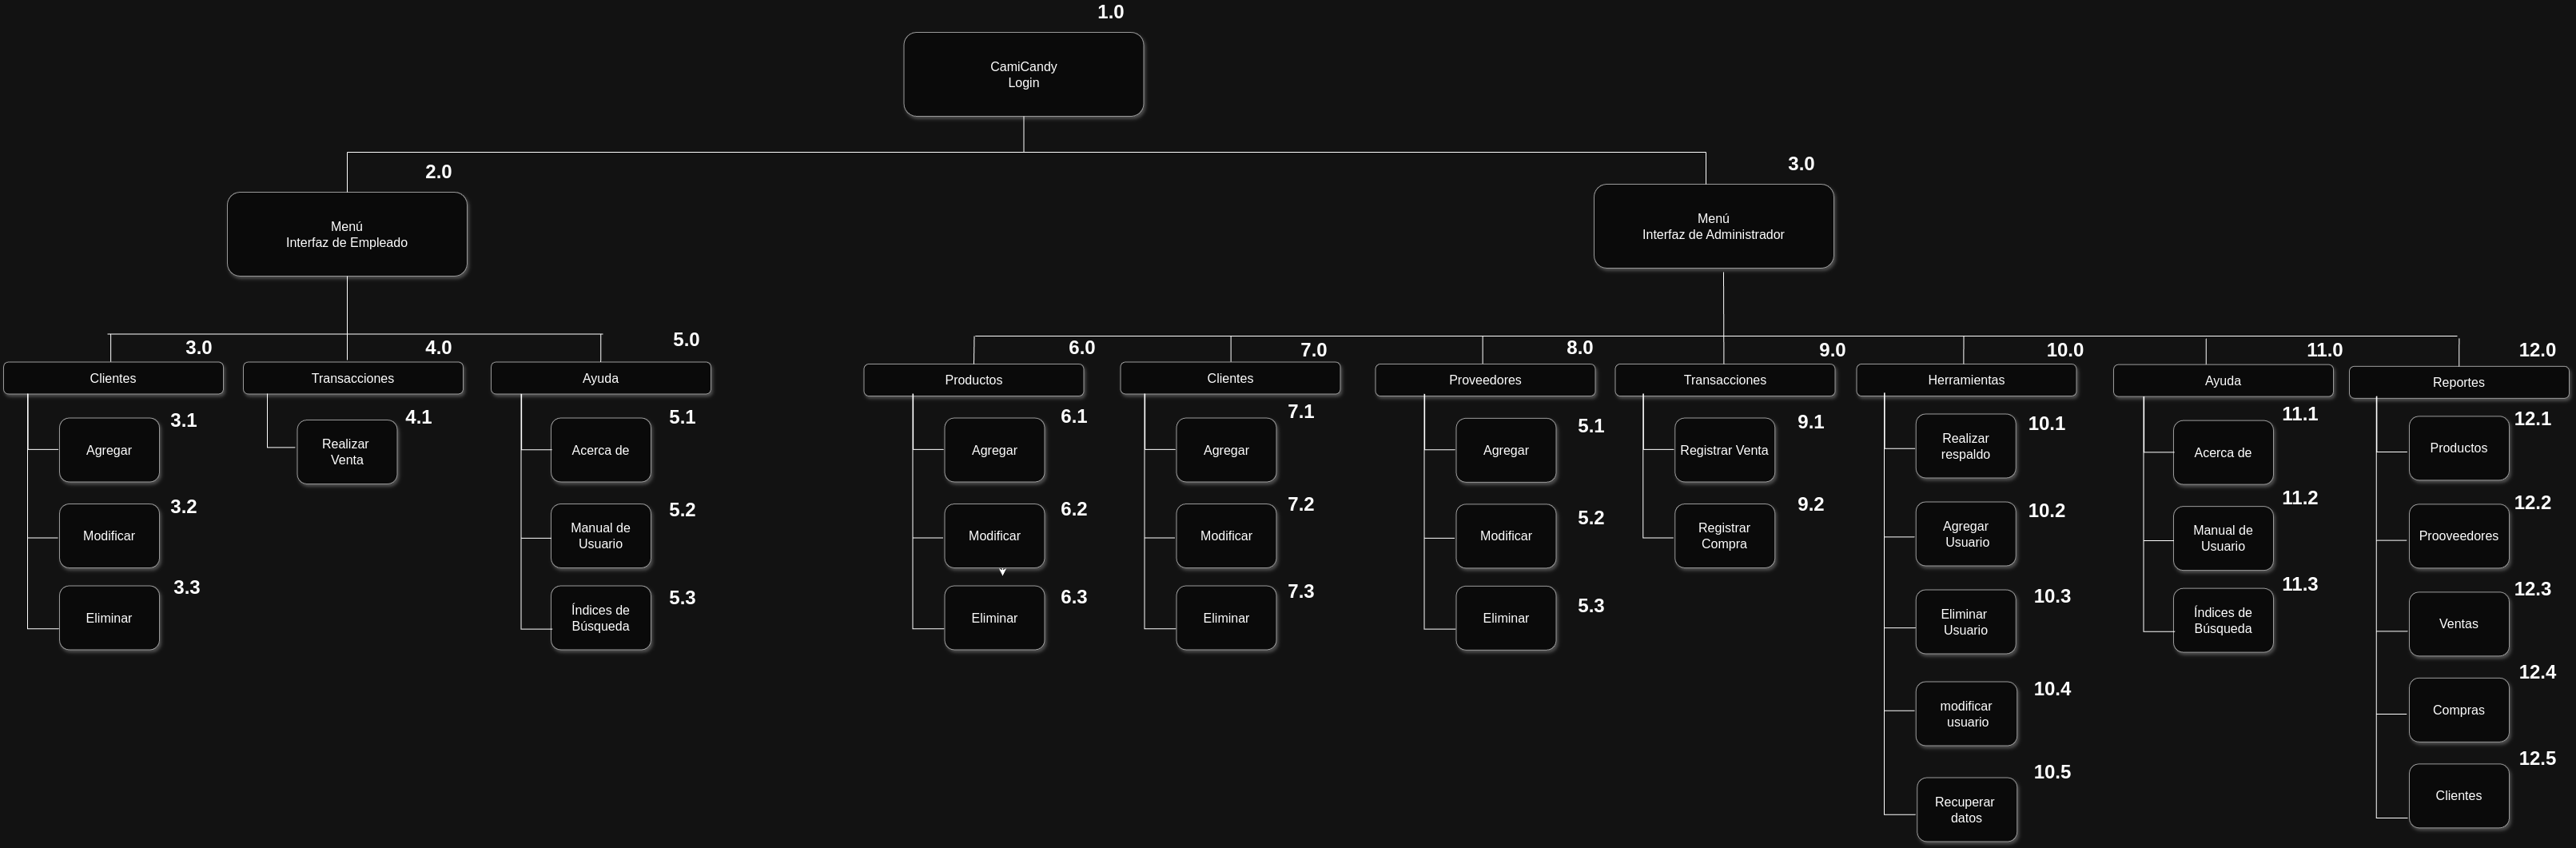 1.0
CamiCandy
Login
2.0
Menú
Interfaz de Empleado
3.0
Menú
Interfaz de Administrador
3.0
Clientes
3.1
Agregar
3.2
Modificar
3.3
Eliminar
4.0
Transacciones
4.1
Realizar
Venta
5.0
Ayuda
5.1
Acerca de
5.2
Manual de
Usuario
5.3
Índices de
Búsqueda
6.0
Productos
6.1
Agregar
6.2
Modificar
6.3
Eliminar
7.0
Clientes
7.1
Agregar
7.2
Modificar
7.3
Eliminar
8.0
Proveedores
5.1
Agregar
5.2
Modificar
5.3
Eliminar
9.0
Transacciones
9.1
Registrar Venta
9.2
Registrar
Compra
10.0
Herramientas
10.1
Realizar
respaldo
10.2
Agregar
Usuario
10.3
Eliminar
Usuario
10.4
modificar
usuario
10.5
Recuperar
datos
11.0
Ayuda
11.1
Acerca de
11.2
Manual de
Usuario
11.3
Índices de
Búsqueda
12.0
Reportes
12.1
Productos
12.2
Prooveedores
12.3
Ventas
12.4
Compras
12.5
Clientes